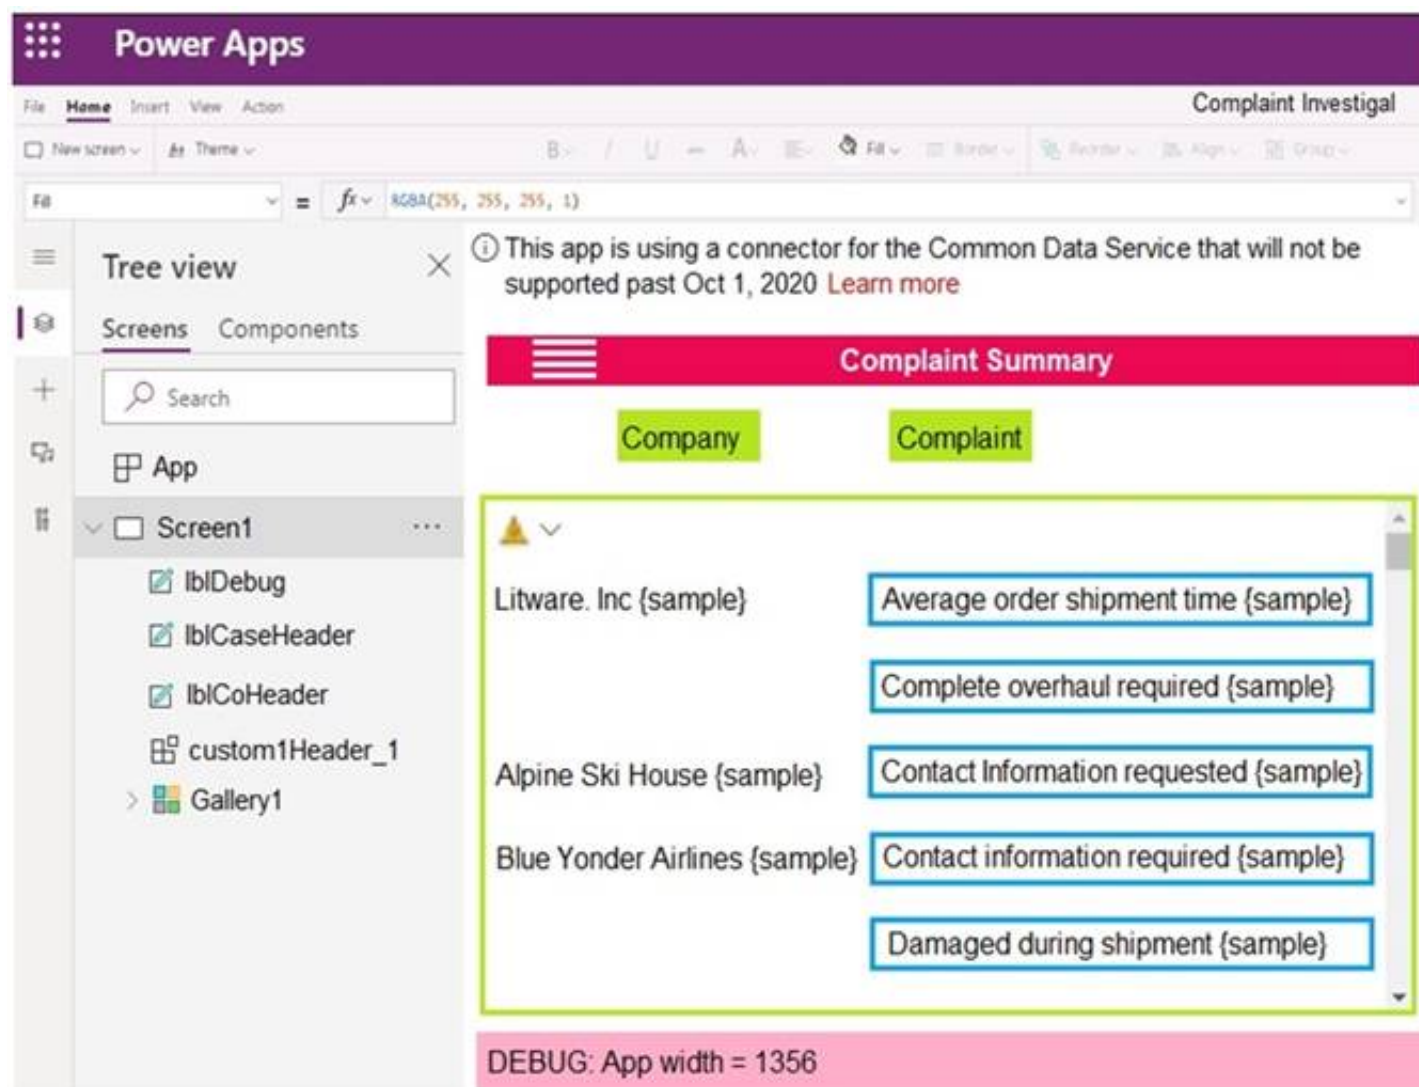 Power Apps
File Home Insert View Action
Complaint Investigal
New screen Theme B / U A Fill Border Reorder Align Group
Fill = fx RGBA(255, 255, 255, 1)
Tree view
Screens Components
Search
App
Screen1 ...
lblDebug
lblCaseHeader
lblCoHeader
custom1Header_1
Gallery1
This app is using a connector for the Common Data Service that will not be
supported past Oct 1, 2020 Learn more
Complaint Summary
Company Complaint
Litware. Inc {sample} Average order shipment time {sample}
Complete overhaul required {sample}
Alpine Ski House {sample} Contact Information requested {sample}
Blue Yonder Airlines {sample} Contact information required {sample}
Damaged during shipment {sample}
DEBUG: App width = 1356